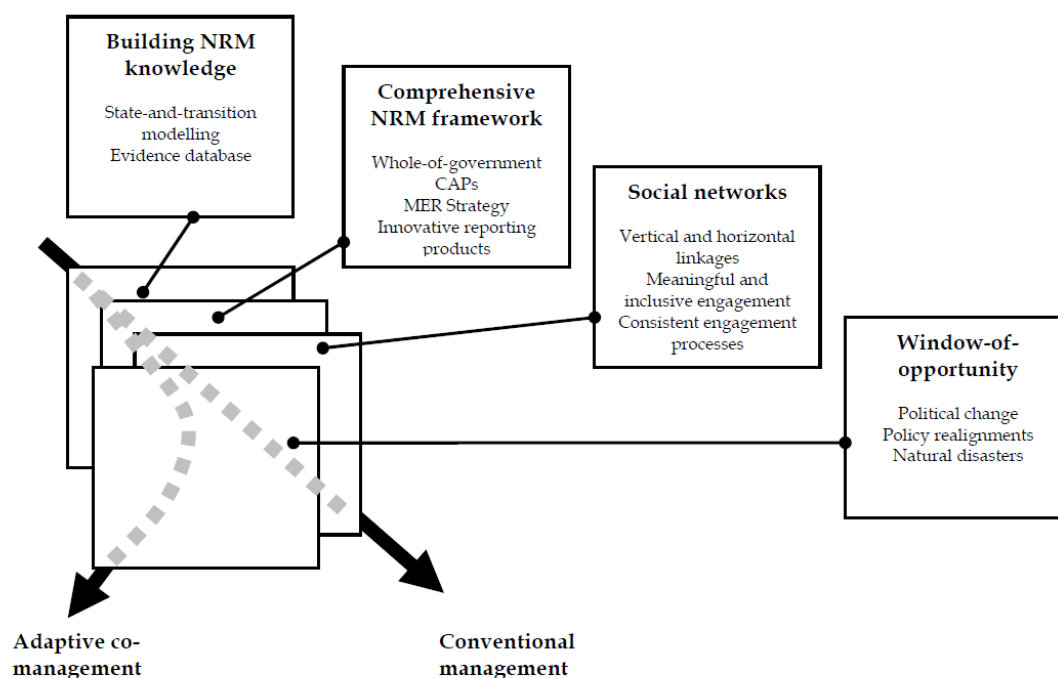 Building NRM
knowledge
State-and-transition
modelling
Evidence database
Comprehensive
NRM framework
Whole-of-government
CAPs
MER Strategy
Innovative reporting
products
Social networks
Vertical and horizontal
linkages
Meaningful and
inclusive engagement
Consistent engagement
processes
Window-of-
opportunity
Political change
Policy realignments
Natural disasters
Adaptive co-
management
Conventional
management